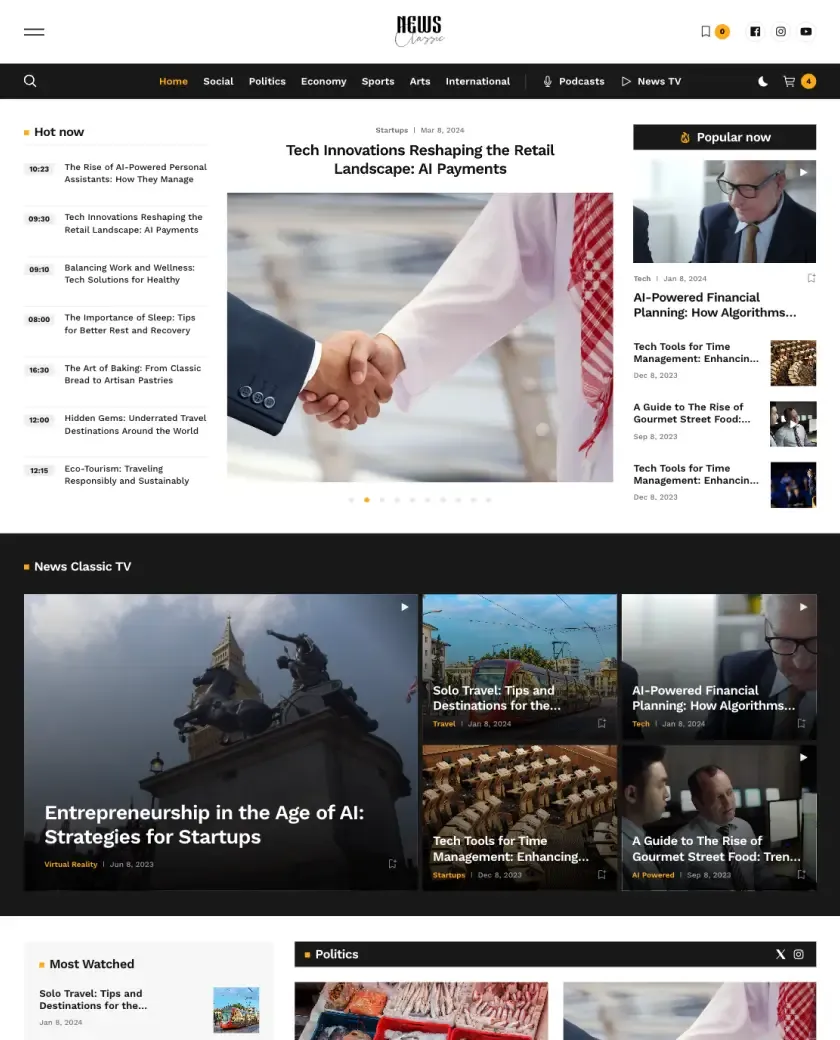 NEWS
Classic
0
Home Social Politics Economy Sports Arts International Podcasts News TV 4
Hot now
10:23 The Rise of AI-Powered Personal
Assistants: How They Manage
09:30 Tech Innovations Reshaping the
Retail Landscape: AI Payments
09:10 Balancing Work and Wellness:
Tech Solutions for Healthy
08:00 The Importance of Sleep: Tips
for Better Rest and Recovery
16:30 The Art of Baking: From Classic
Bread to Artisan Pastries
12:00 Hidden Gems: Underrated Travel
Destinations Around the World
12:15 Eco-Tourism: Traveling
Responsibly and Sustainably
Startups | Mar 8, 2024
Tech Innovations Reshaping the Retail
Landscape: AI Payments
Popular now
Tech | Jan 8, 2024
AI-Powered Financial
Planning: How Algorithms...
Tech Tools for Time
Management: Enhancin...
Dec 8, 2023
A Guide to The Rise of
Gourmet Street Food:...
Sep 8, 2023
Tech Tools for Time
Management: Enhancin...
Dec 8, 2023
News Classic TV
Entrepreneurship in the Age of AI:
Strategies for Startups
Virtual Reality | Jun 8, 2023
Solo Travel: Tips and
Destinations for the...
Travel | Jan 8, 2024
AI-Powered Financial
Planning: How Algorithms...
Tech | Jan 8, 2024
Tech Tools for Time
Management: Enhancing...
Startups | Dec 8, 2023
A Guide to The Rise of
Gourmet Street Food: Tren...
AI Powered | Sep 8, 2023
Most Watched
Solo Travel: Tips and
Destinations for the...
Jan 8, 2024
Politics